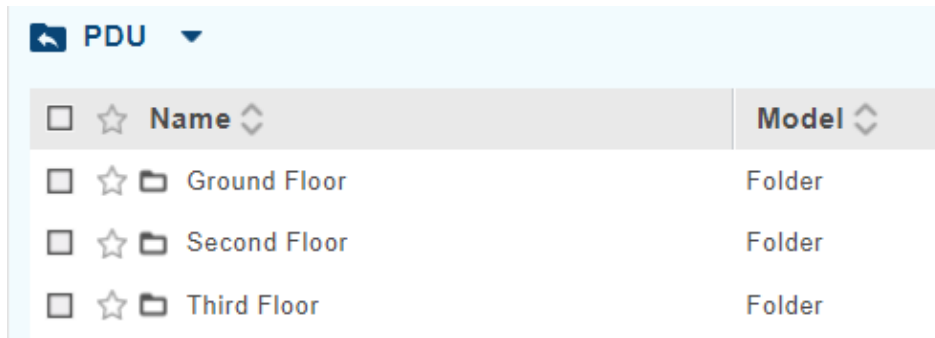 PDU
Name Model
Ground Floor Folder
Second Floor Folder
Third Floor Folder